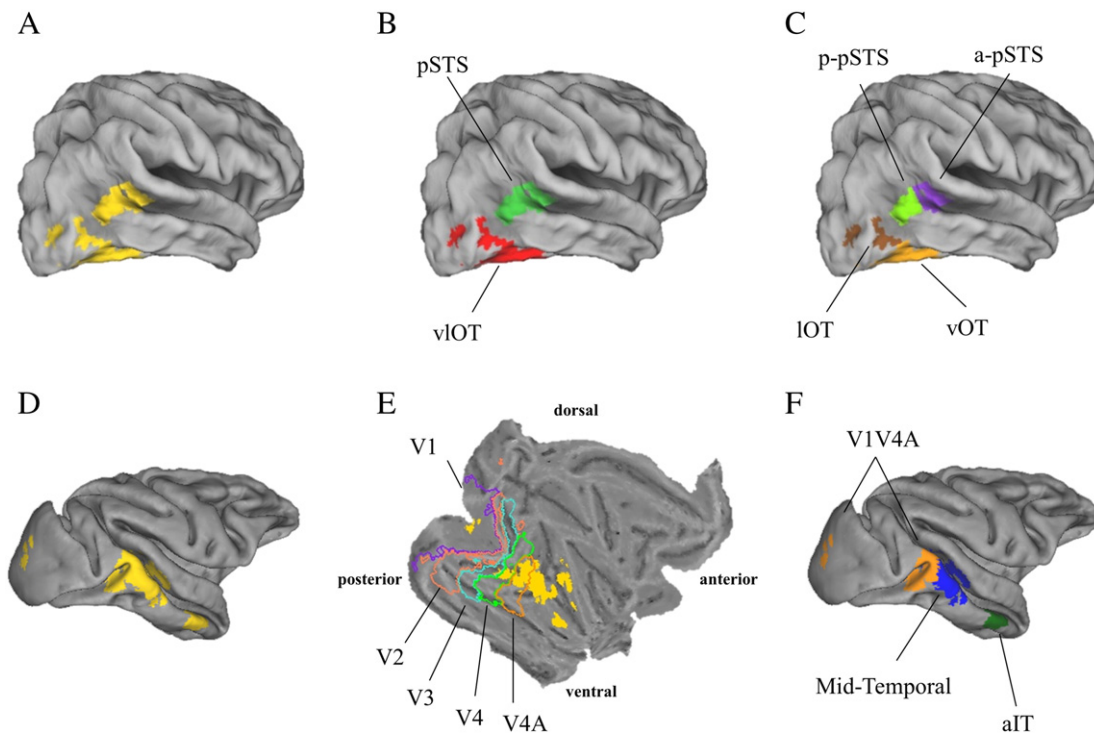 A
B
C
pSTS
p-pSTS
a-pSTS
vlOT
lOT
vOT
D
E
F
dorsal
V1
V1V4A
posterior
anterior
V2
V3
V4
V4A
ventral
Mid-Temporal
aIT